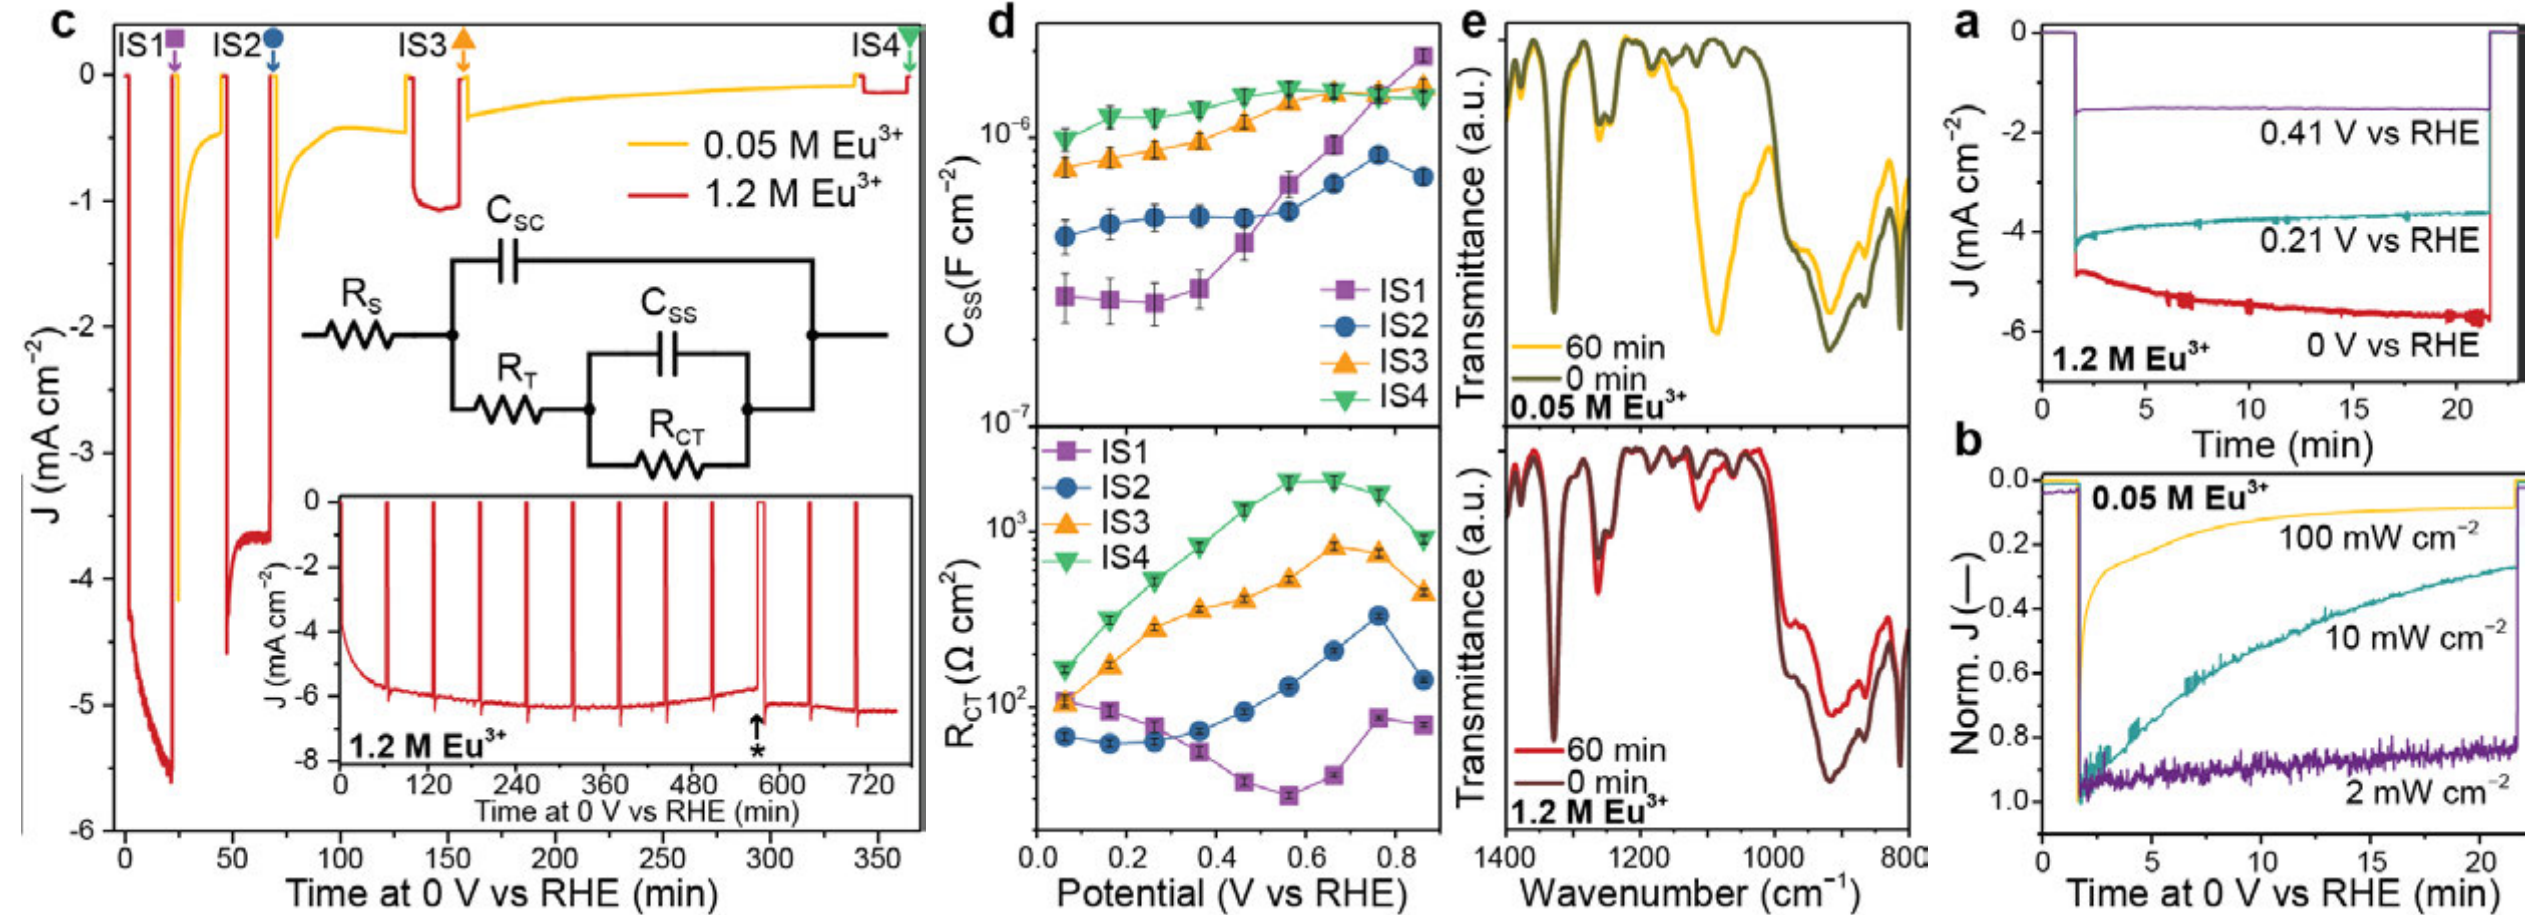 c
IS1
IS2
IS3
IS4
0
-1
-2
-3
-4
-5
-6
J (mA cm⁻²)
0.05 M Eu³⁺
1.2 M Eu³⁺
C_SC
R_S
C_SS
R_T
R_CT
0
-2
-4
-6
-8
J (mA cm⁻²)
1.2 M Eu³⁺
*
0 120 240 360 480 600 720
Time at 0 V vs RHE (min)
0 50 100 150 200 250 300 350
Time at 0 V vs RHE (min)
d
10⁻⁶
10⁻⁷
C_SS (F cm⁻²)
IS1
IS2
IS3
IS4
IS1
IS2
IS3
IS4
10³
10²
R_CT (Ω cm²)
0.0 0.2 0.4 0.6 0.8
Potential (V vs RHE)
e
Transmittance (a.u.)
60 min
0 min
0.05 M Eu³⁺
Transmittance (a.u.)
60 min
0 min
1.2 M Eu³⁺
1400 1200 1000 800
Wavenumber (cm⁻¹)
a
0
-2
-4
-6
J (mA cm⁻²)
0.41 V vs RHE
0.21 V vs RHE
0 V vs RHE
1.2 M Eu³⁺
0 5 10 15 20
Time (min)
b
0.0
0.2
0.4
0.6
0.8
1.0
Norm. J (—)
0.05 M Eu³⁺
100 mW cm⁻²
10 mW cm⁻²
2 mW cm⁻²
0 5 10 15 20
Time at 0 V vs RHE (min)